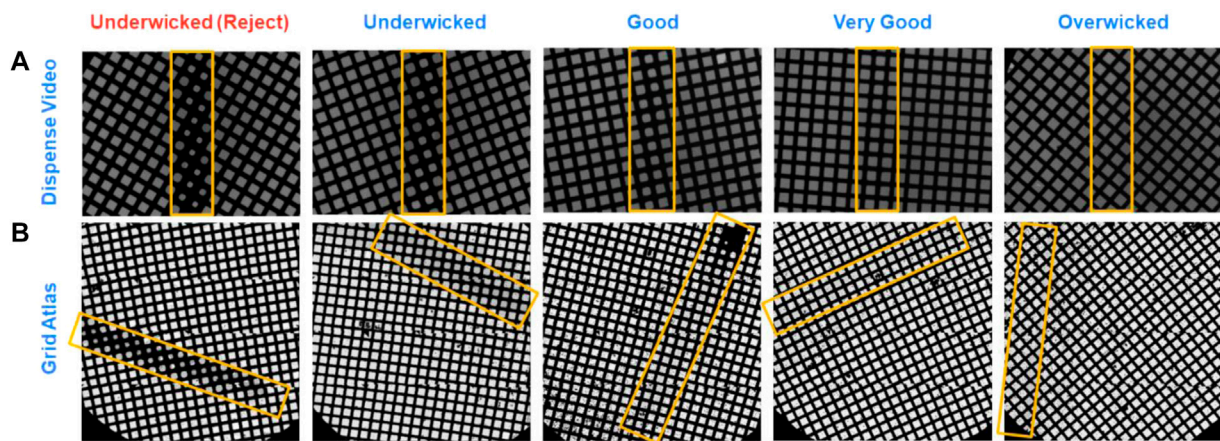 Underwicked (Reject) Underwicked Good Very Good Overwicked
A
Dispense Video
B
Grid Atlas